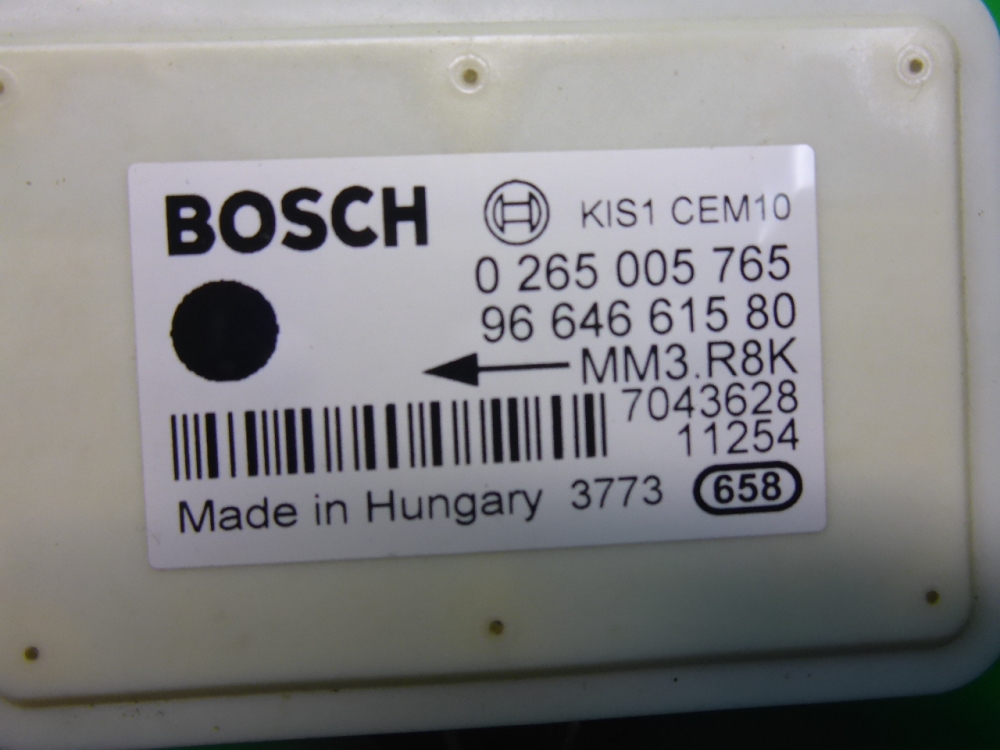 BOSCH KIS1 CEM10
0 265 005 765
96 646 615 80
MM3.R8K
7043628
11254
Made in Hungary 3773 658